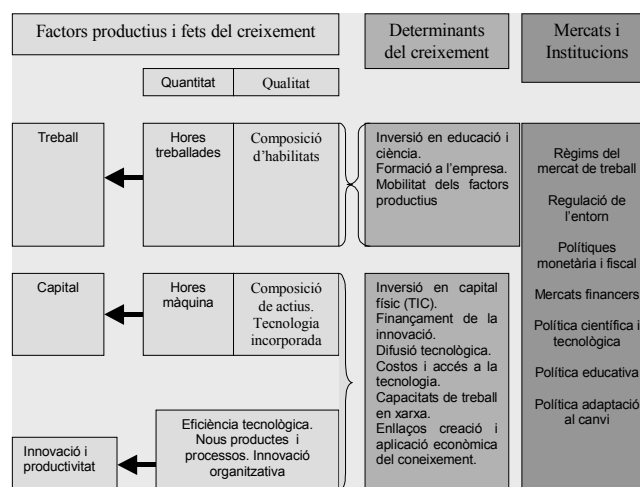 Factors productius i fets del creixement
Determinants
del creixement
Mercats i
Institucions
Quantitat
Qualitat
Treball
Hores
treballades
Composició
d'habilitats
Inversió en educació i
ciència.
Formació a l'empresa.
Mobilitat dels factors
productius
Capital
Hores
màquina
Composició
de actius.
Tecnologia
incorporada
Inversió en capital
físic (TIC).
Finançament de la
innovació.
Difusió tecnològica.
Costos i accés a la
tecnologia.
Capacitats de treball
en xarxa.
Enllaços creació i
aplicació econòmica
del coneixement.
Innovació i
productivitat
Eficiència tecnològica.
Nous productes i
processos. Innovació
organitzativa
Règims del
mercat de treball
Regulació de
l'entorn
Polítiques
monetària i fiscal
Mercats financers
Política científica i
tecnològica
Política educativa
Política adaptació
al canvi